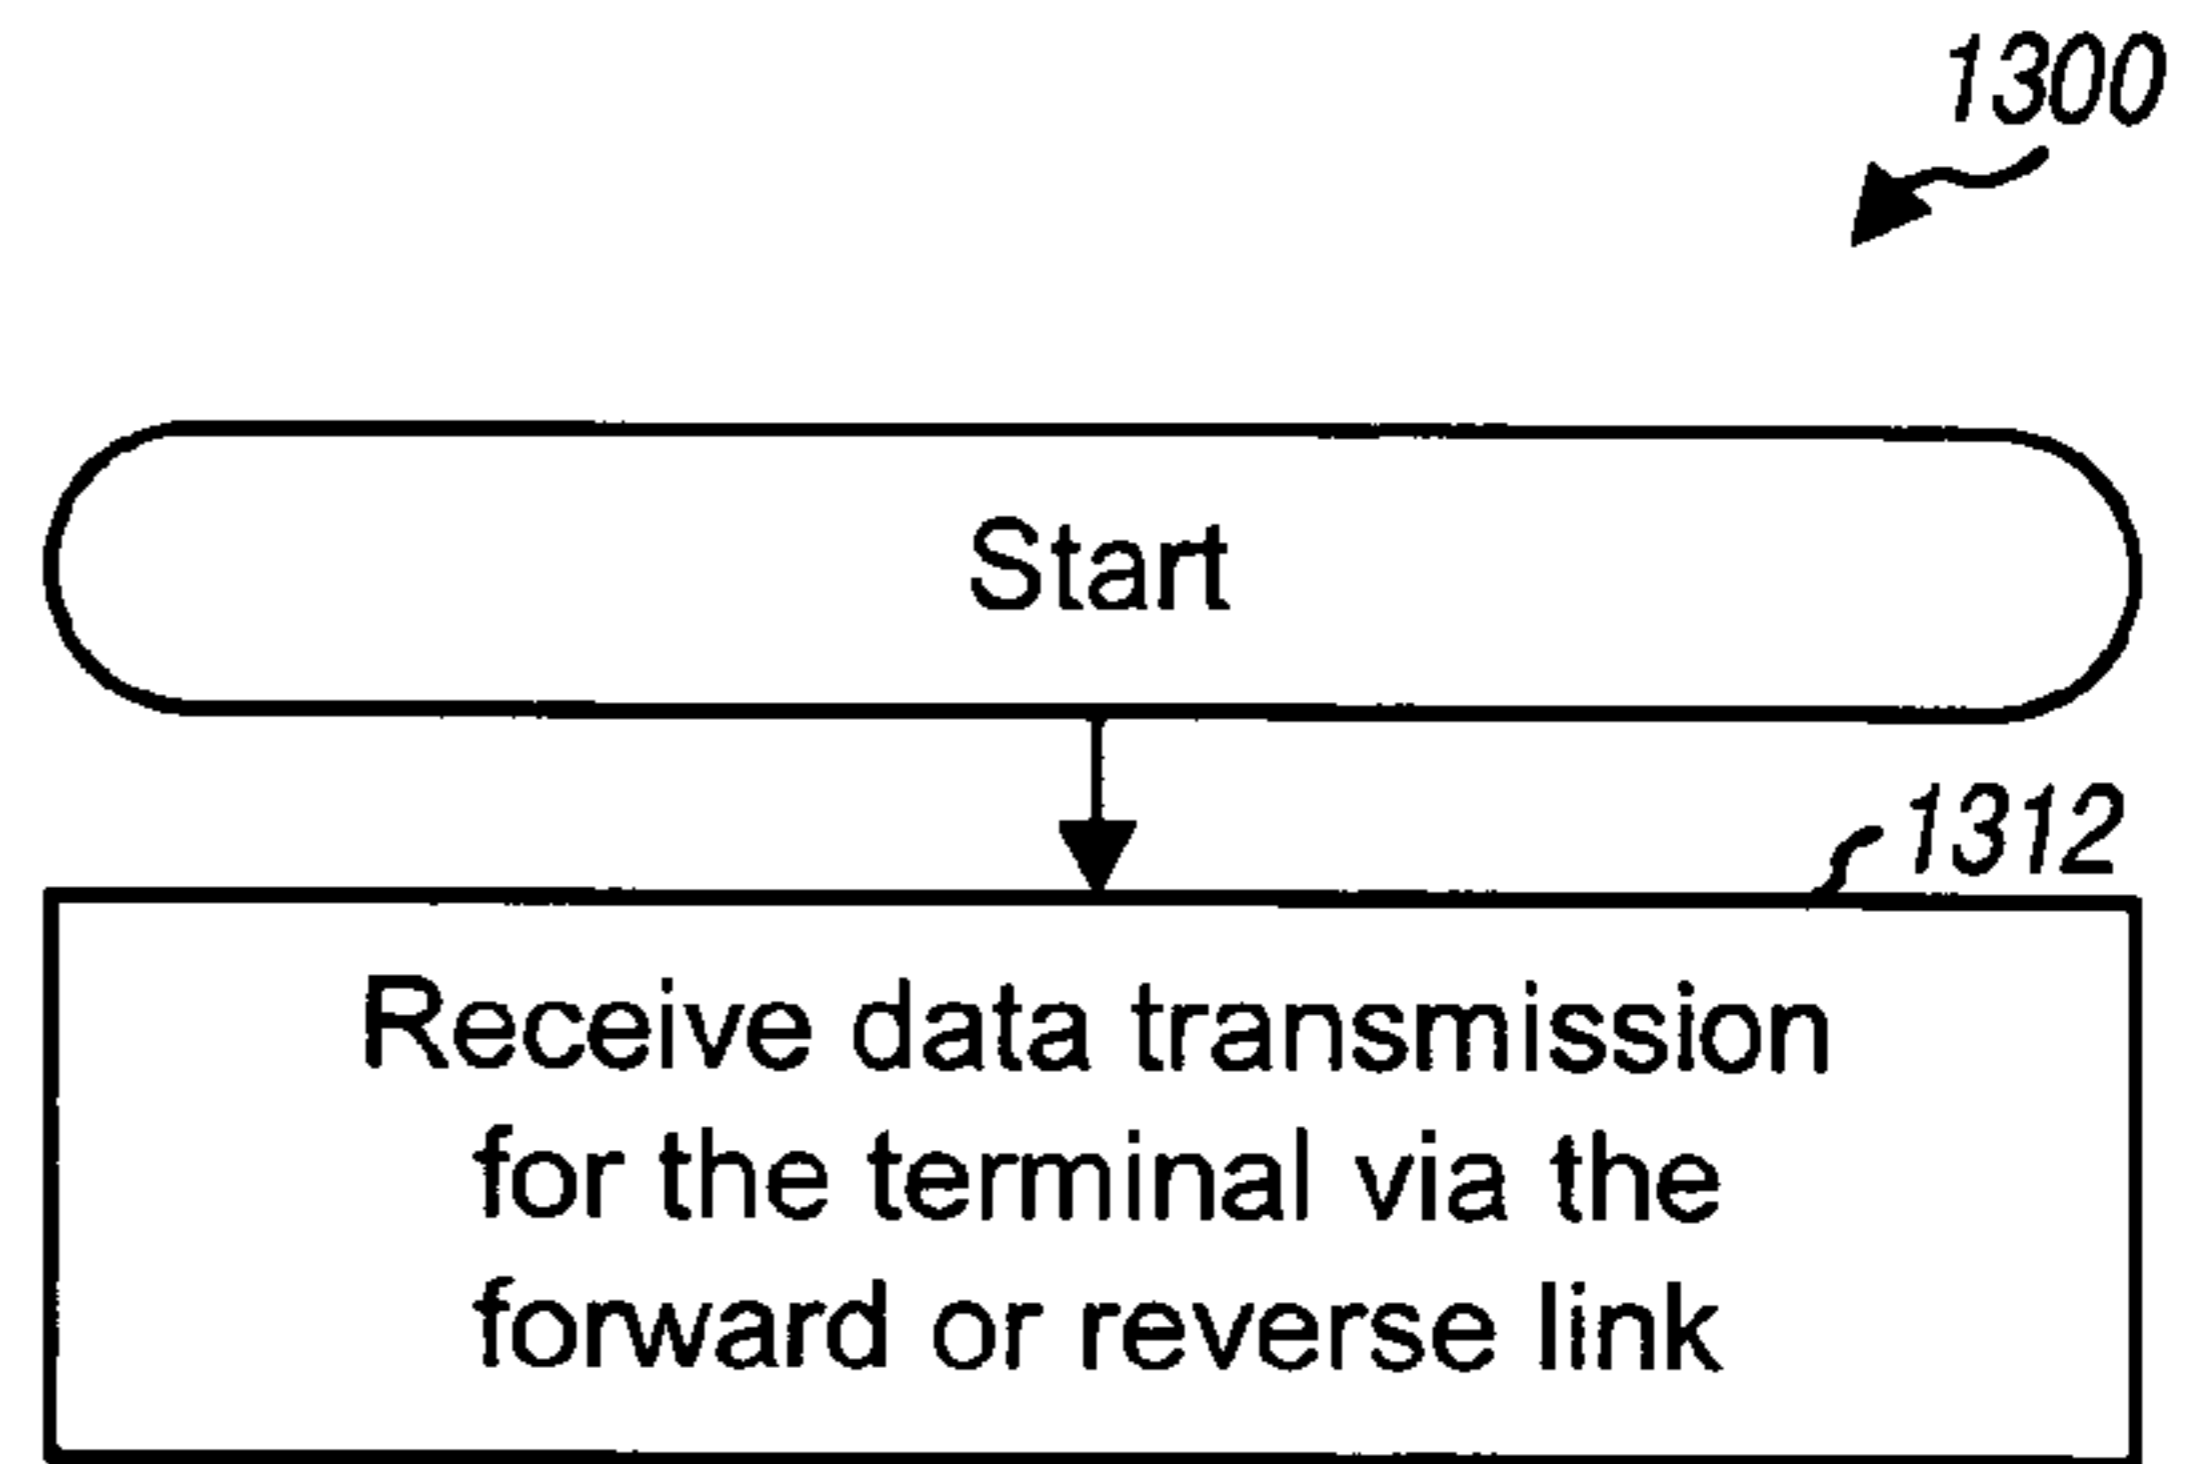 1300
Start
1312
Receive data transmission
for the terminal via the
forward or reverse link